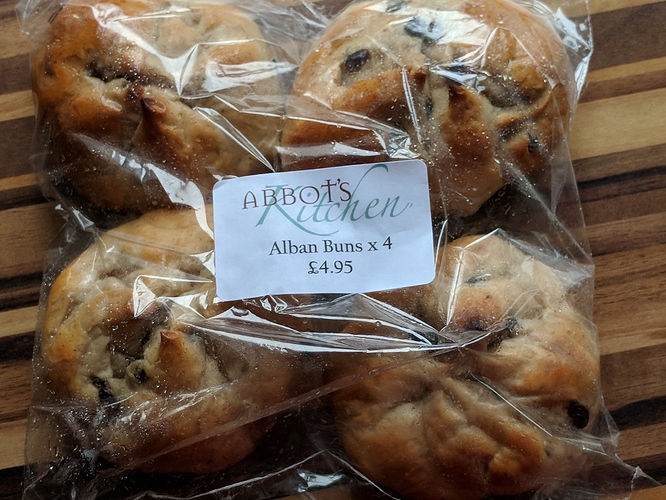 ABBOT'S
Kitchen
Alban Buns x 4
£4.95